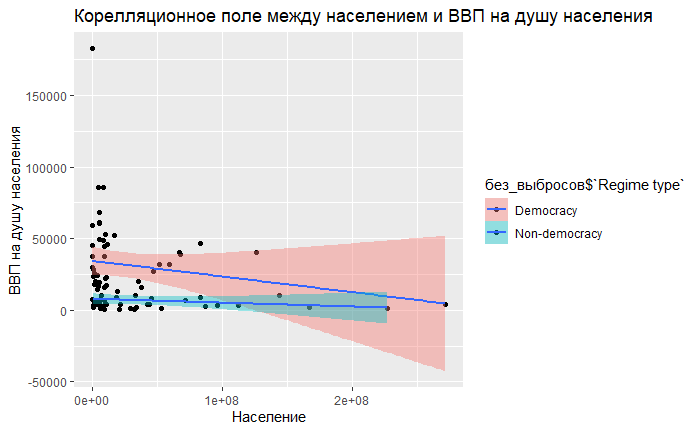 Корелляционное поле между населением и ВВП на душу населения
ВВП на душу населения
150000
100000
50000
0
-50000
0e+00
1e+08
2e+08
Население
без_выбросов$`Regime type`
Democracy
Non-democracy